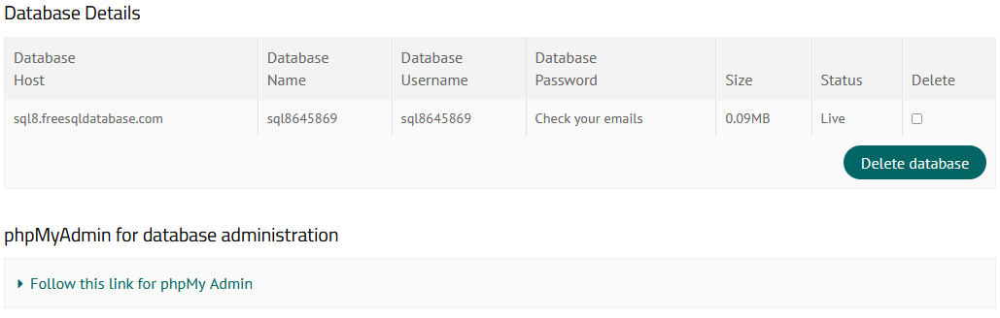 Database Details
Database Host
Database Name
Database Username
Database Password
Size
Status
Delete
sql8.freesqldatabase.com
sql8645869
sql8645869
Check your emails
0.09MB
Live
Delete database
phpMyAdmin for database administration
Follow this link for phpMy Admin